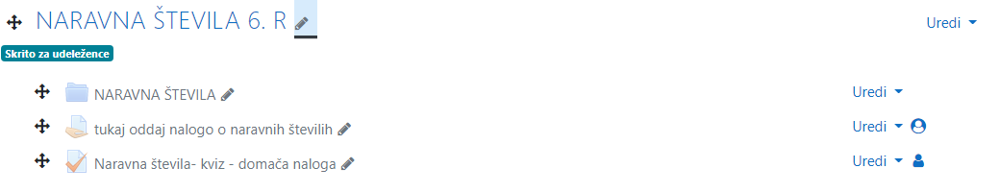 NARAVNA ŠTEVILA 6. R Uredi
Skrito za udeležence
NARAVNA ŠTEVILA Uredi
tukaj oddaj nalogo o naravnih številih Uredi
Naravna števila- kviz - domača naloga Uredi